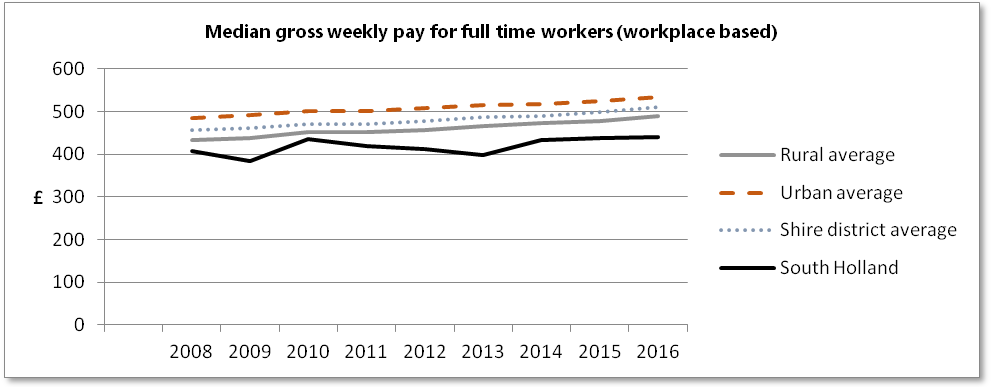 Median gross weekly pay for full time workers (workplace based)
600
500
400
300
200
100
0
£
2008 2009 2010 2011 2012 2013 2014 2015 2016
Rural average
Urban average
Shire district average
South Holland